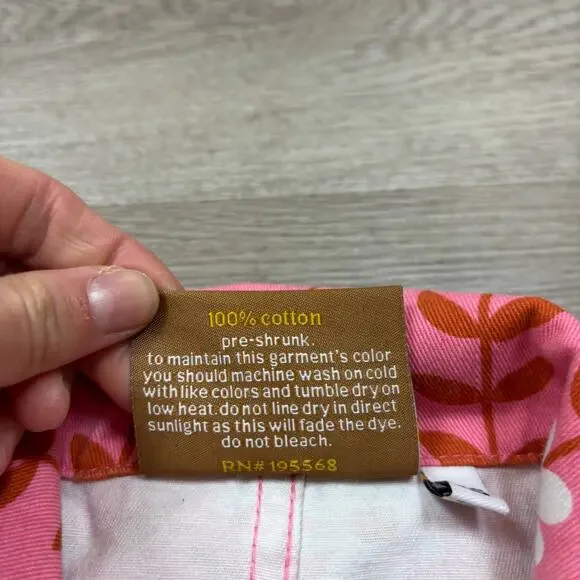 100% cotton
pre-shrunk.
to maintain this garment's color
you should machine wash on cold
with like colors and tumble dry on
low heat. do not line dry in direct
sunlight as this will fade the dye.
do not bleach.
RN# 195568